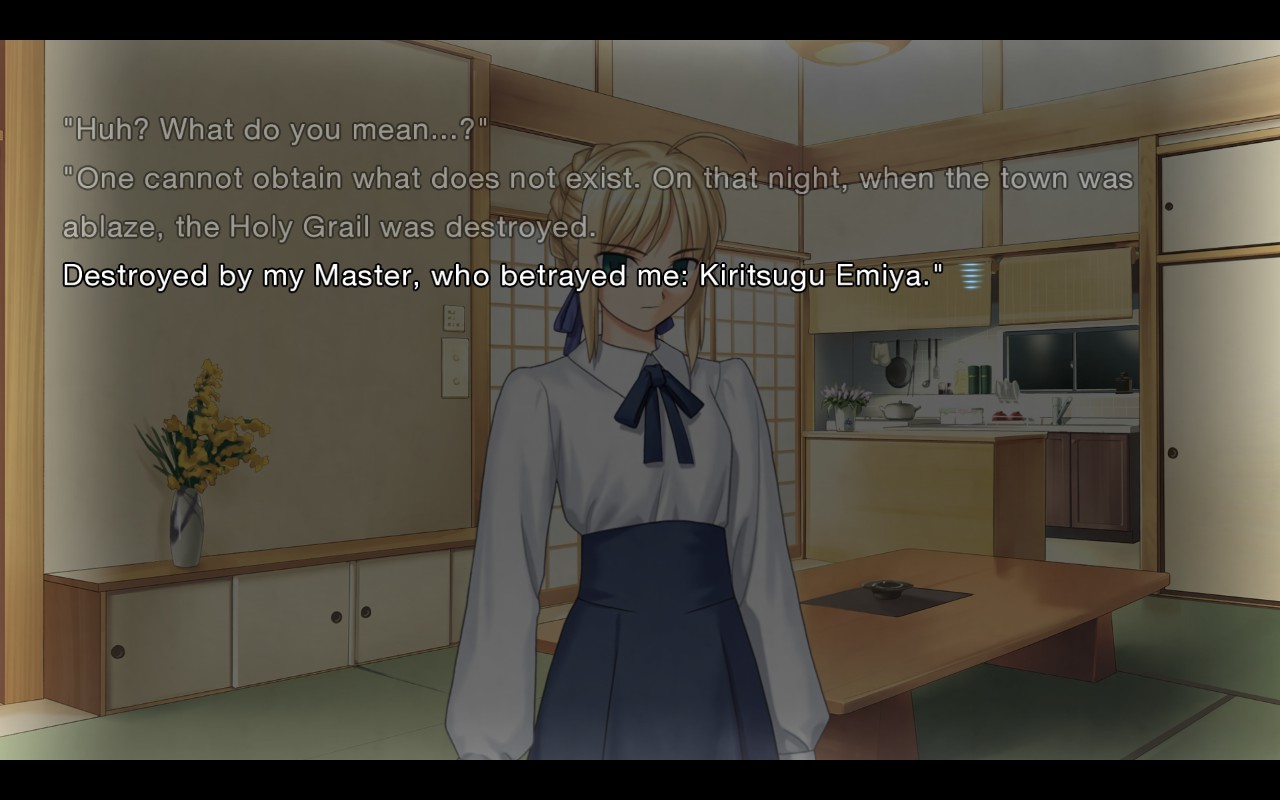 "Huh? What do you mean...?"
"One cannot obtain what does not exist. On that night, when the town was
ablaze, the Holy Grail was destroyed.
Destroyed by my Master, who betrayed me: Kiritsugu Emiya."